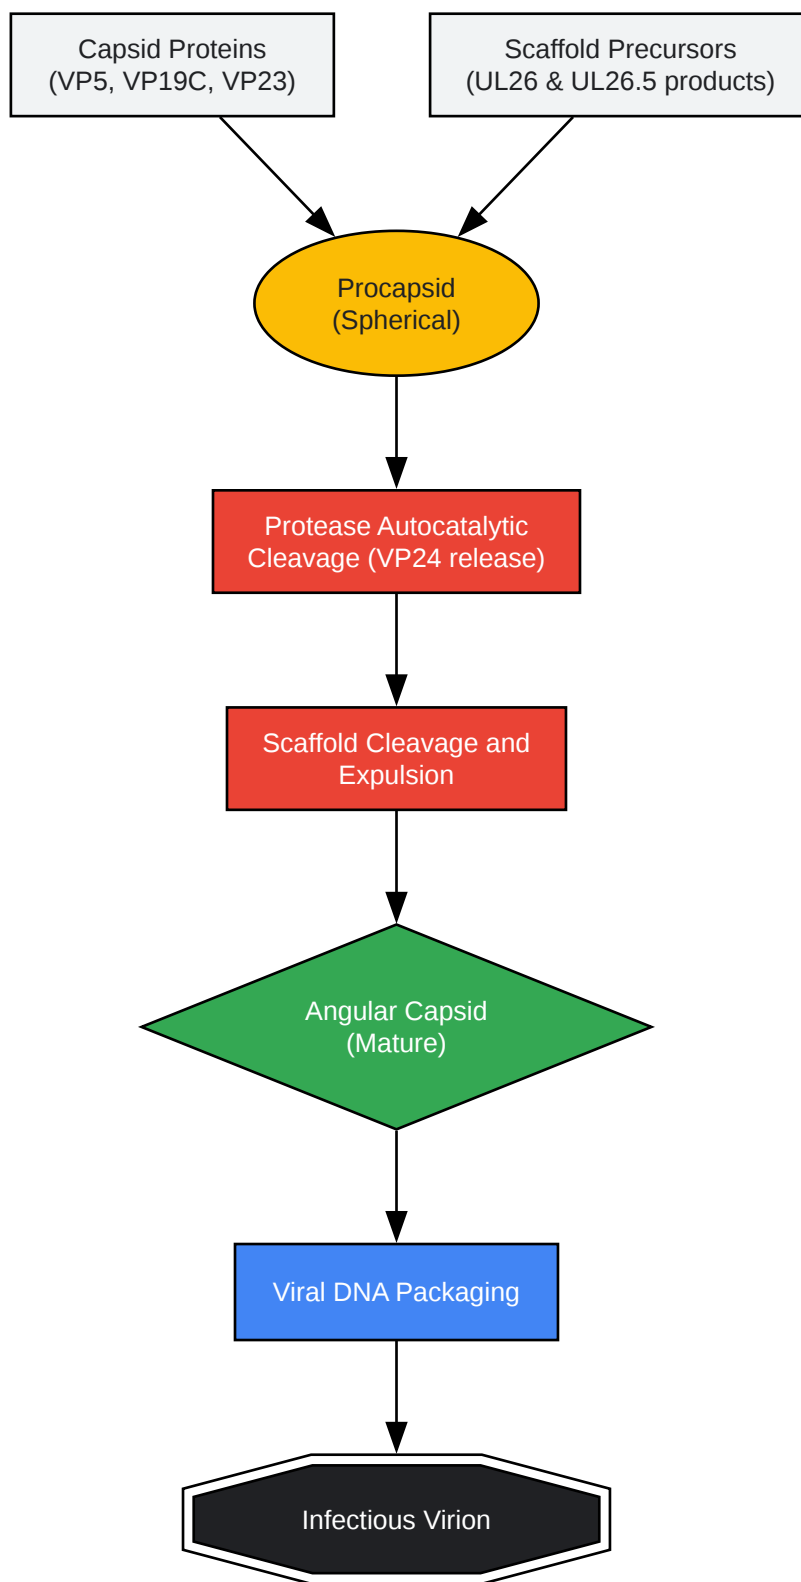 Capsid Proteins
(VP5, VP19C, VP23)
Scaffold Precursors
(UL26 & UL26.5 products)
Procapsid
(Spherical)
Protease Autocatalytic
Cleavage (VP24 release)
Scaffold Cleavage and
Expulsion
Angular Capsid
(Mature)
Viral DNA Packaging
Infectious Virion